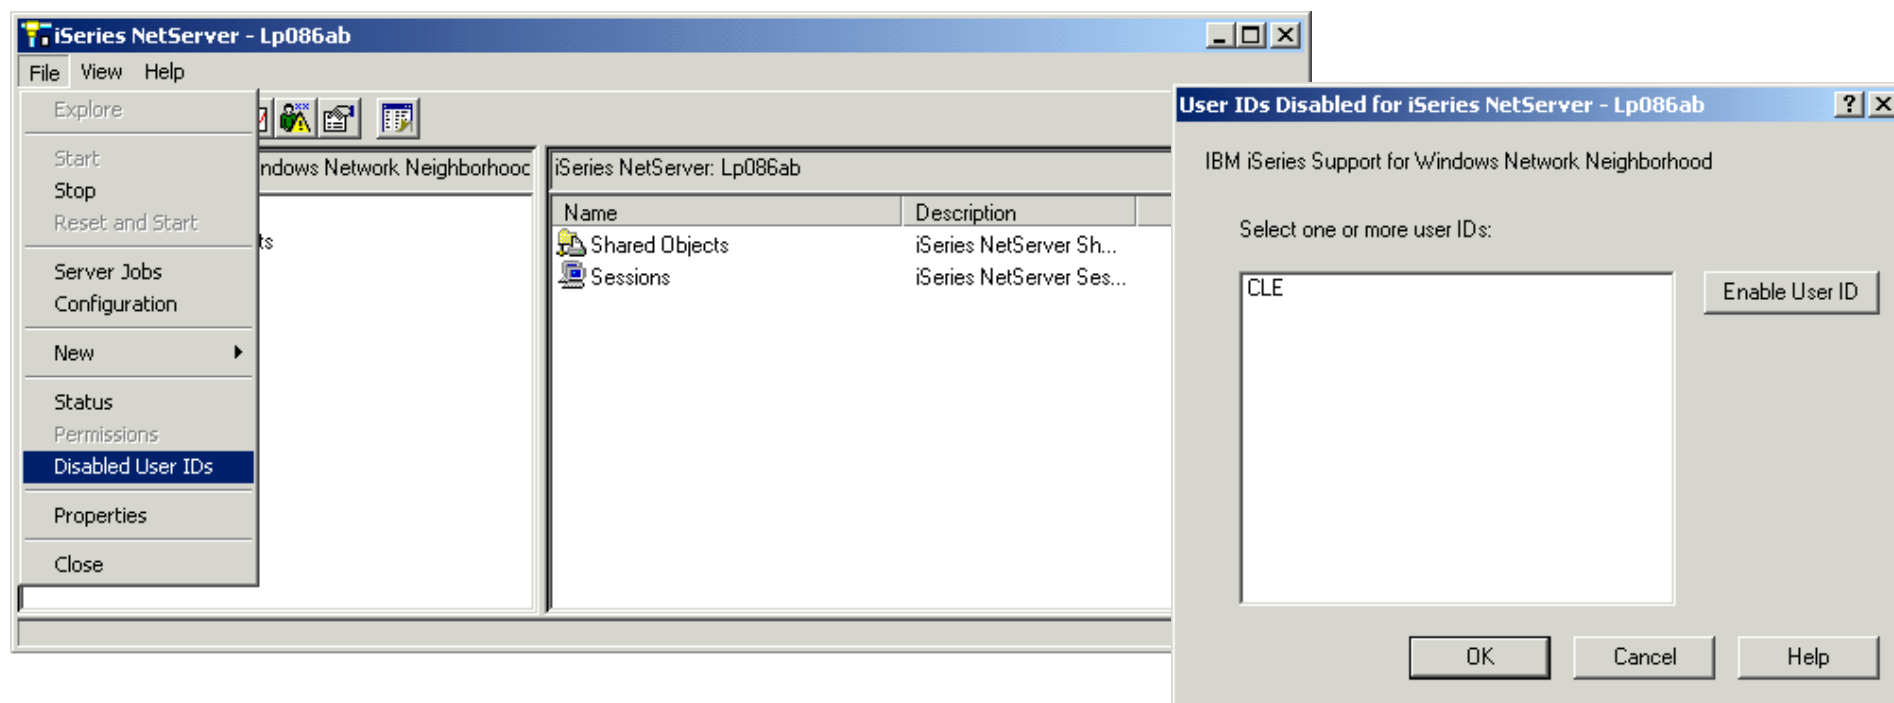 iSeries NetServer - Lp086ab
File View Help
Explore
Start
Stop
Reset and Start
Server Jobs
Configuration
New
Status
Permissions
Disabled User IDs
Properties
Close
ndows Network Neighborhood
ts
iSeries NetServer: Lp086ab
Name Description
Shared Objects iSeries NetServer Sh...
Sessions iSeries NetServer Ses...
User IDs Disabled for iSeries NetServer - Lp086ab
IBM iSeries Support for Windows Network Neighborhood
Select one or more user IDs:
CLE
Enable User ID
OK Cancel Help